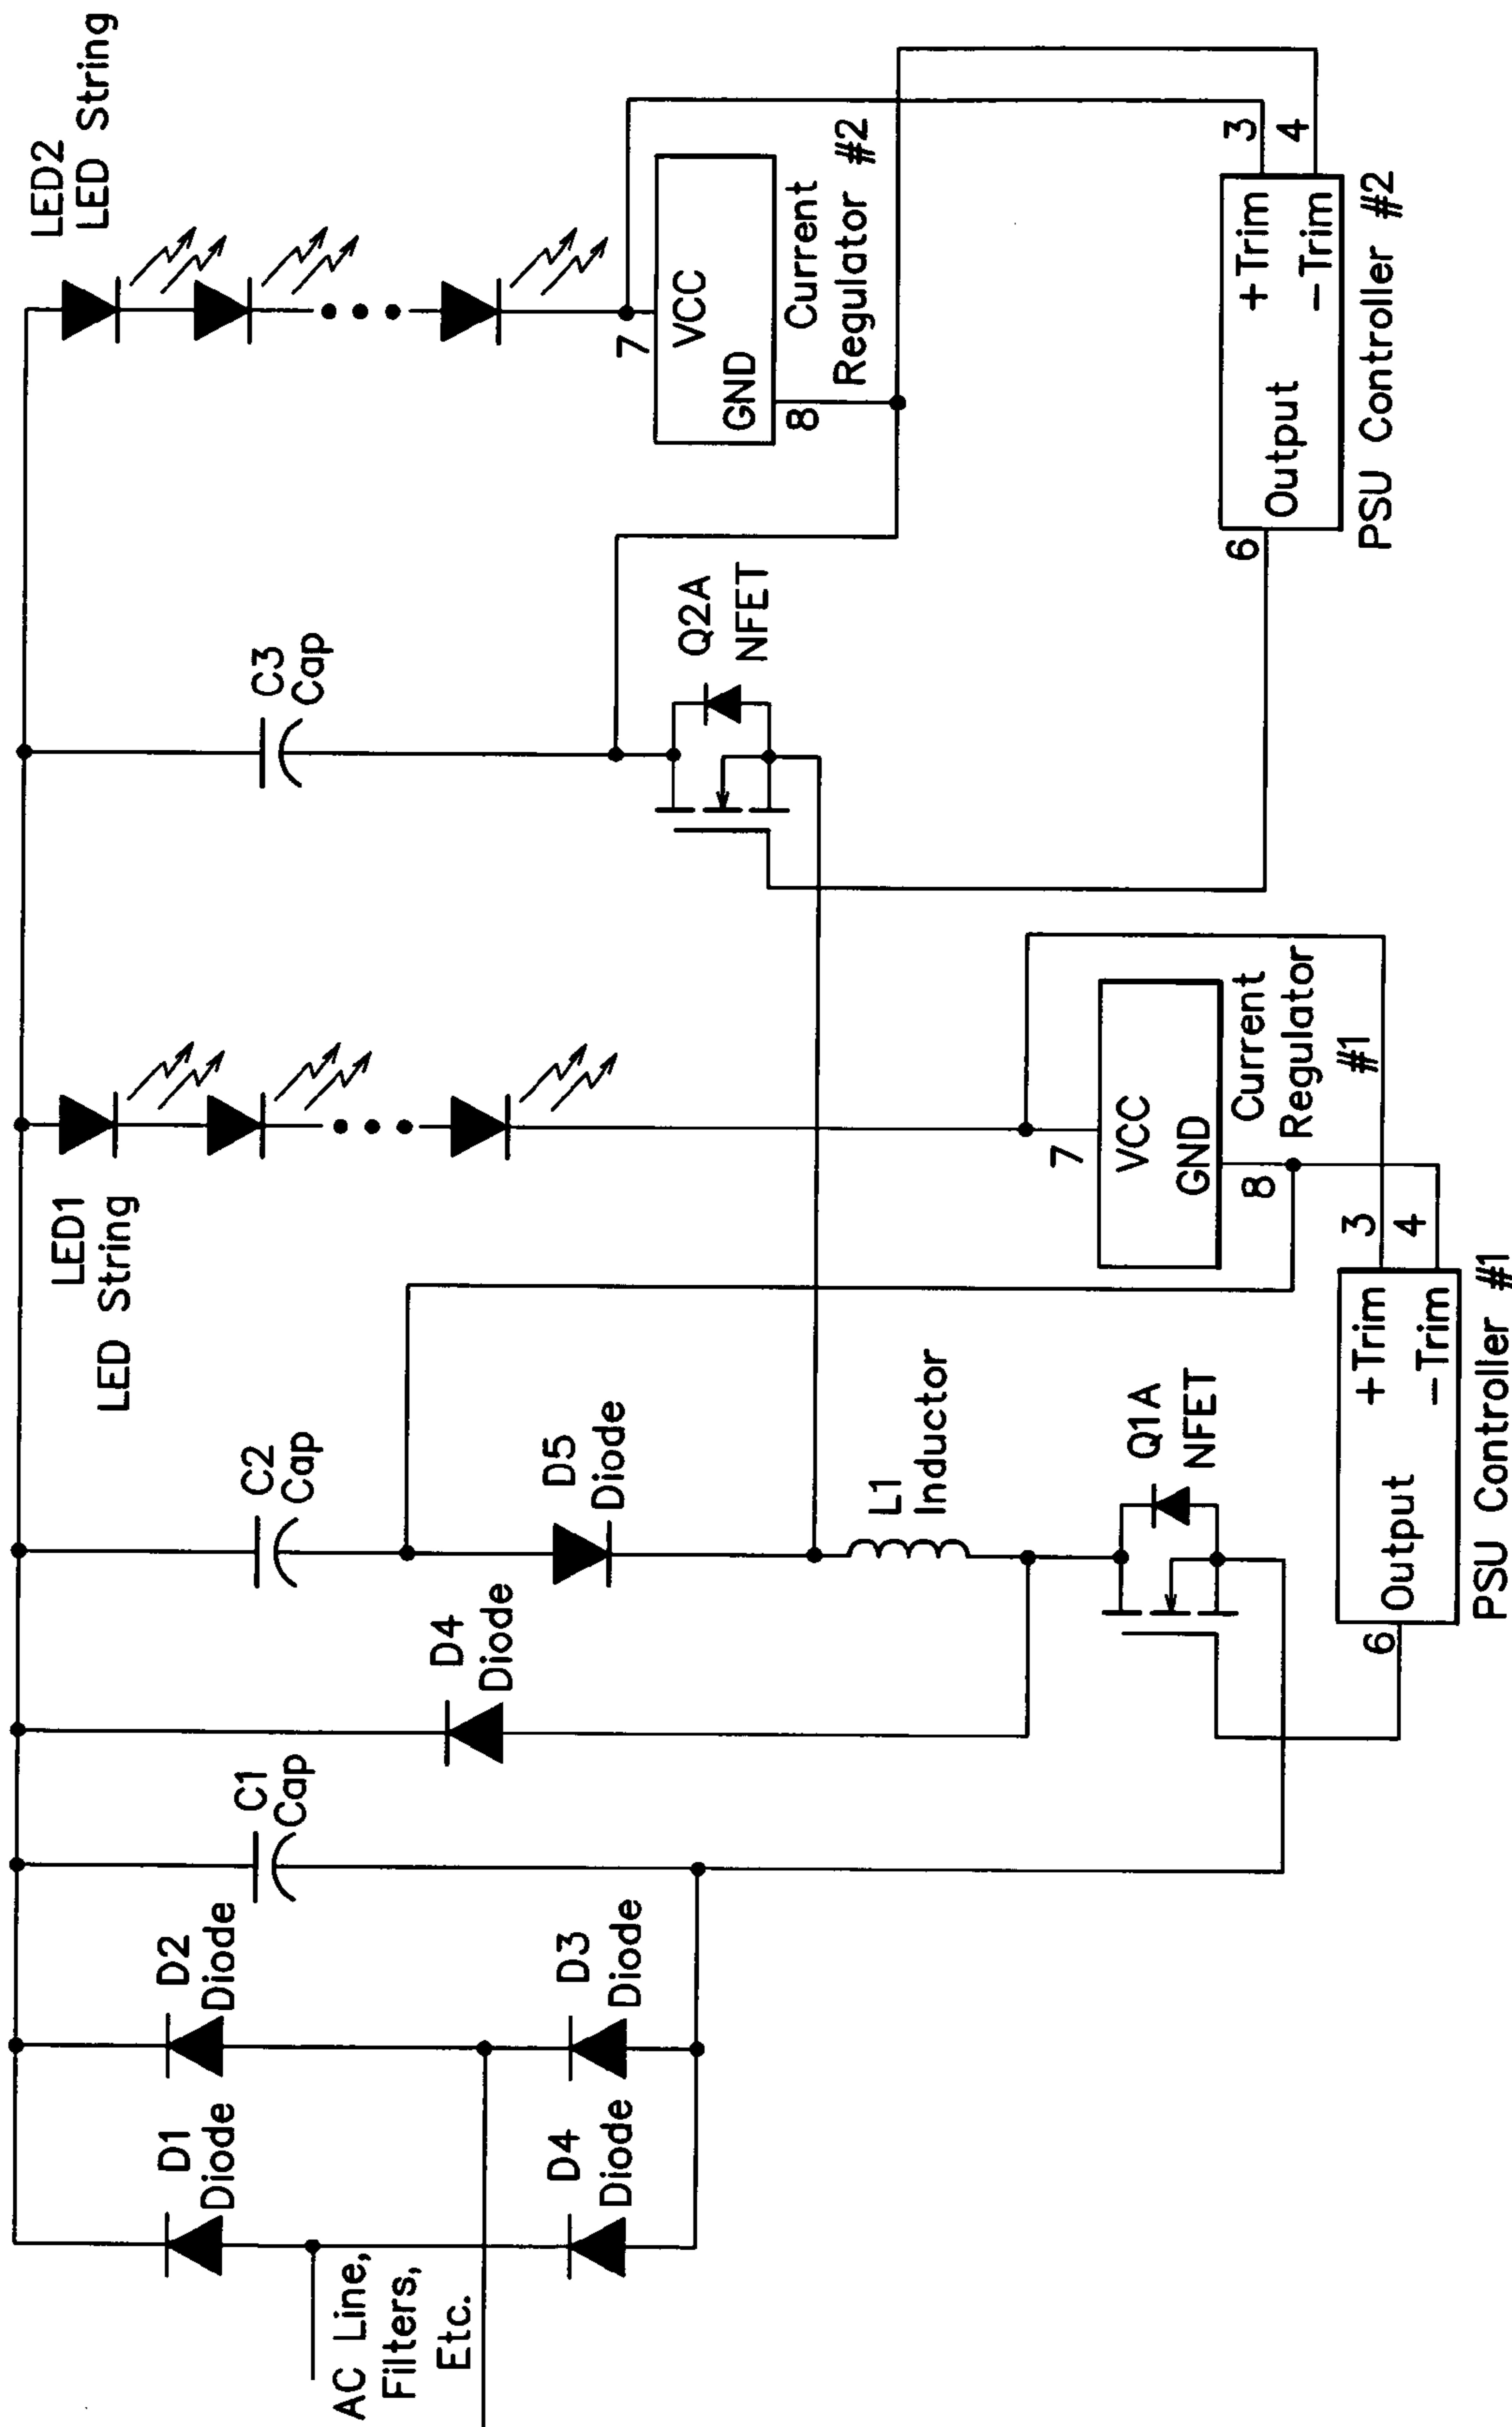 AC Line,
Filters,
Etc.
D1
Diode
D2
Diode
D4
Diode
D3
Diode
C1
Cap
D4
Diode
C2
Cap
D5
Diode
L1
Inductor
Q1A
NFET
LED1
LED String
7
VCC
GND
8
Current
Regulator
#1
3
4
+Trim
-Trim
Output
6
PSU Controller #1
C3
Cap
Q2A
NFET
LED2
LED String
7
VCC
GND
8
Current
Regulator #2
3
4
+Trim
-Trim
Output
6
PSU Controller #2